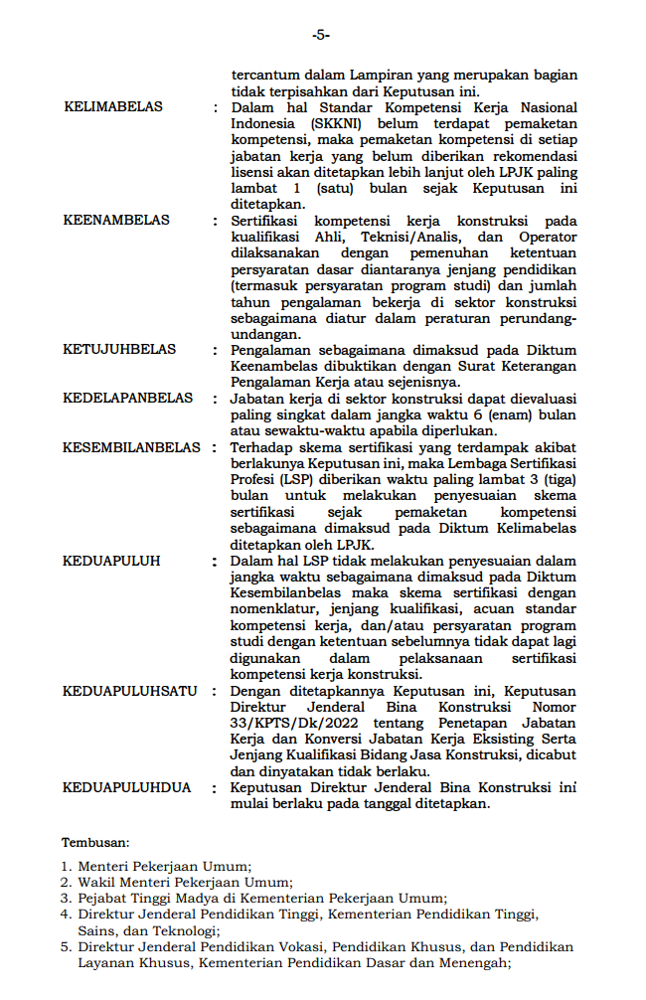 -5-
tercantum dalam Lampiran yang merupakan bagian
tidak terpisahkan dari Keputusan ini.
KELIMABELAS : Dalam hal Standar Kompetensi Kerja Nasional
Indonesia (SKKNI) belum terdapat pemaketan
kompetensi, maka pemaketan kompetensi di setiap
jabatan kerja yang belum diberikan rekomendasi
lisensi akan ditetapkan lebih lanjut oleh LPJK paling
lambat 1 (satu) bulan sejak Keputusan ini
ditetapkan.
KEENAMBELAS : Sertifikasi kompetensi kerja konstruksi pada
kualifikasi Ahli, Teknisi/Analis, dan Operator
dilaksanakan dengan pemenuhan ketentuan
persyaratan dasar diantaranya jenjang pendidikan
(termasuk persyaratan program studi) dan jumlah
tahun pengalaman bekerja di sektor konstruksi
sebagaimana diatur dalam peraturan perundang-
undangan.
KETUJUHBELAS : Pengalaman sebagaimana dimaksud pada Diktum
Keenambelas dibuktikan dengan Surat Keterangan
Pengalaman Kerja atau sejenisnya.
KEDELAPANBELAS : Jabatan kerja di sektor konstruksi dapat dievaluasi
paling singkat dalam jangka waktu 6 (enam) bulan
atau sewaktu-waktu apabila diperlukan.
KESEMBILANBELAS : Terhadap skema sertifikasi yang terdampak akibat
berlakunya Keputusan ini, maka Lembaga Sertifikasi
Profesi (LSP) diberikan waktu paling lambat 3 (tiga)
bulan untuk melakukan penyesuaian skema
sertifikasi sejak pemaketan kompetensi
sebagaimana dimaksud pada Diktum Kelimabelas
ditetapkan oleh LPJK.
KEDUAPULUH : Dalam hal LSP tidak melakukan penyesuaian dalam
jangka waktu sebagaimana dimaksud pada Diktum
Kesembilanbelas maka skema sertifikasi dengan
nomenklatur, jenjang kualifikasi, acuan standar
kompetensi kerja, dan/atau persyaratan program
studi dengan ketentuan sebelumnya tidak dapat lagi
digunakan dalam pelaksanaan sertifikasi
kompetensi kerja konstruksi.
KEDUAPULUHSATU : Dengan ditetapkannya Keputusan ini, Keputusan
Direktur Jenderal Bina Konstruksi Nomor
33/KPTS/Dk/2022 tentang Penetapan Jabatan
Kerja dan Konversi Jabatan Kerja Eksisting Serta
Jenjang Kualifikasi Bidang Jasa Konstruksi, dicabut
dan dinyatakan tidak berlaku.
KEDUAPULUHDUA : Keputusan Direktur Jenderal Bina Konstruksi ini
mulai berlaku pada tanggal ditetapkan.
Tembusan:
1. Menteri Pekerjaan Umum;
2. Wakil Menteri Pekerjaan Umum;
3. Pejabat Tinggi Madya di Kementerian Pekerjaan Umum;
4. Direktur Jenderal Pendidikan Tinggi, Kementerian Pendidikan Tinggi,
Sains, dan Teknologi;
5. Direktur Jenderal Pendidikan Vokasi, Pendidikan Khusus, dan Pendidikan
Layanan Khusus, Kementerian Pendidikan Dasar dan Menengah;